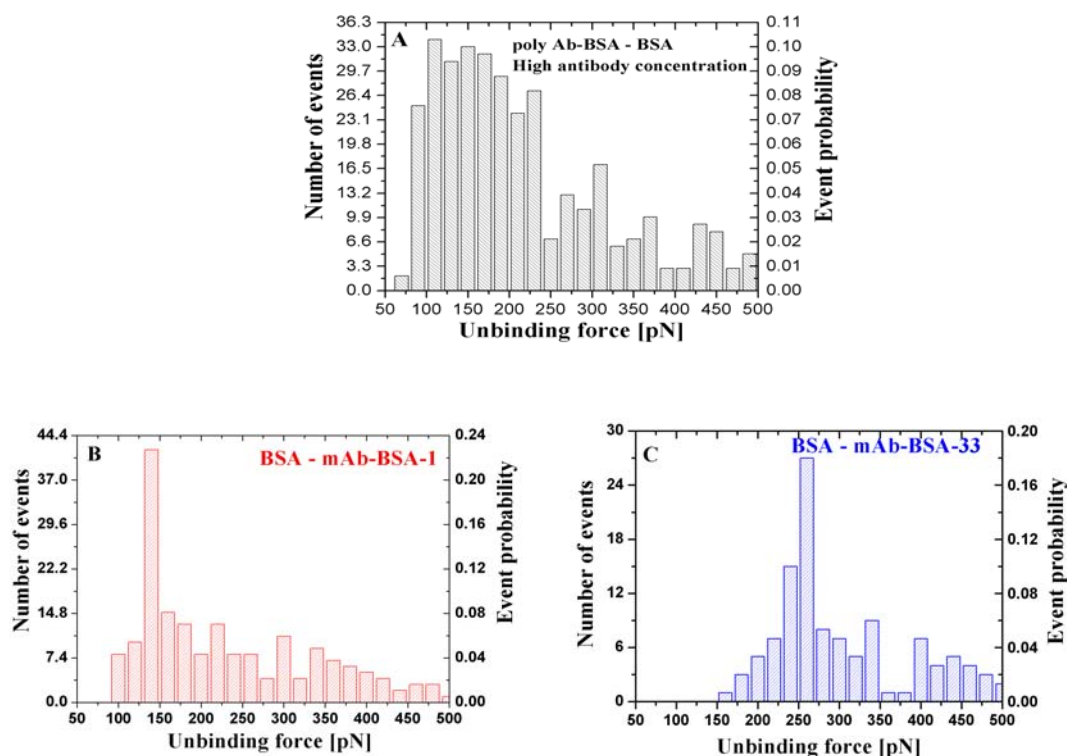 A
poly Ab-BSA - BSA
High antibody concentration
Number of events
36.3
33.0
29.7
26.4
23.1
19.8
16.5
13.2
9.9
6.6
3.3
0.0
Event probability
0.11
0.10
0.09
0.08
0.07
0.06
0.05
0.04
0.03
0.02
0.01
0.00
50 100 150 200 250 300 350 400 450 500
Unbinding force [pN]
B
BSA - mAb-BSA-1
Number of events
44.4
37.0
29.6
22.2
14.8
7.4
0.0
Event probability
0.24
0.20
0.16
0.12
0.08
0.04
0.00
50 100 150 200 250 300 350 400 450 500
Unbinding force [pN]
C
BSA - mAb-BSA-33
Number of events
30
27
24
18
12
6
0
Event probability
0.20
0.16
0.12
0.08
0.04
0.00
50 100 150 200 250 300 350 400 450 500
Unbinding force [pN]